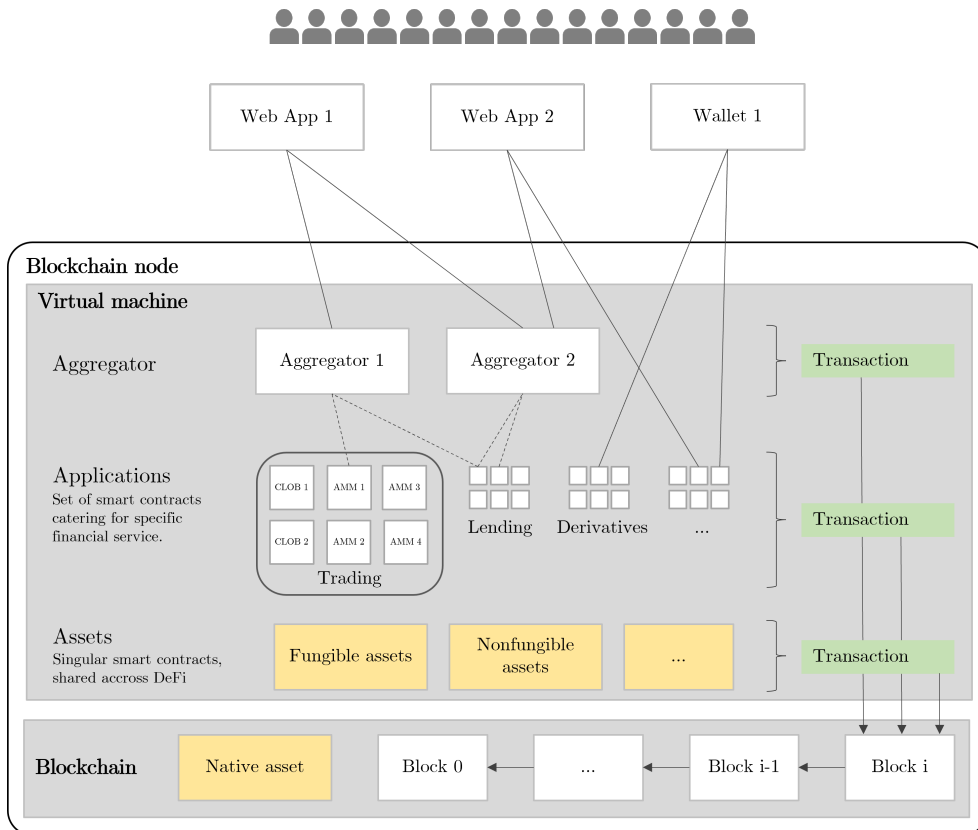 Web App 1
Web App 2
Wallet 1
Blockchain node
Virtual machine
Aggregator
Aggregator 1
Aggregator 2
Transaction
Applications
Set of smart contracts
catering for specific
financial service.
CLOB 1
AMM 1
AMM 3
CLOB 2
AMM 2
AMM 4
Trading
Lending
Derivatives
...
Transaction
Assets
Singular smart contracts,
shared accross DeFi
Fungible assets
Nonfungible
assets
...
Transaction
Blockchain
Native asset
Block 0
...
Block i-1
Block i